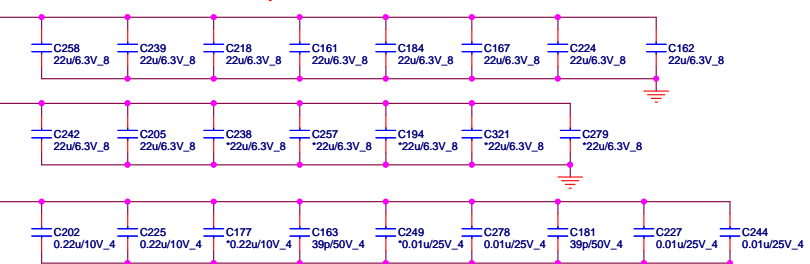 C258 C239 C218 C161 C184 C167 C224 C162
22u/6.3V_8 22u/6.3V_8 22u/6.3V_8 22u/6.3V_8 22u/6.3V_8 22u/6.3V_8 22u/6.3V_8 22u/6.3V_8
C242 C205 C238 C257 C194 C321 C279
22u/6.3V_8 22u/6.3V_8 *22u/6.3V_8 *22u/6.3V_8 *22u/6.3V_8 *22u/6.3V_8 *22u/6.3V_8
C202 C225 C177 C163 C249 C278 C181 C227 C244
0.22u/10V_4 0.22u/10V_4 *0.22u/10V_4 39p/50V_4 *0.01u/25V_4 0.01u/25V_4 39p/50V_4 0.01u/25V_4 0.01u/25V_4